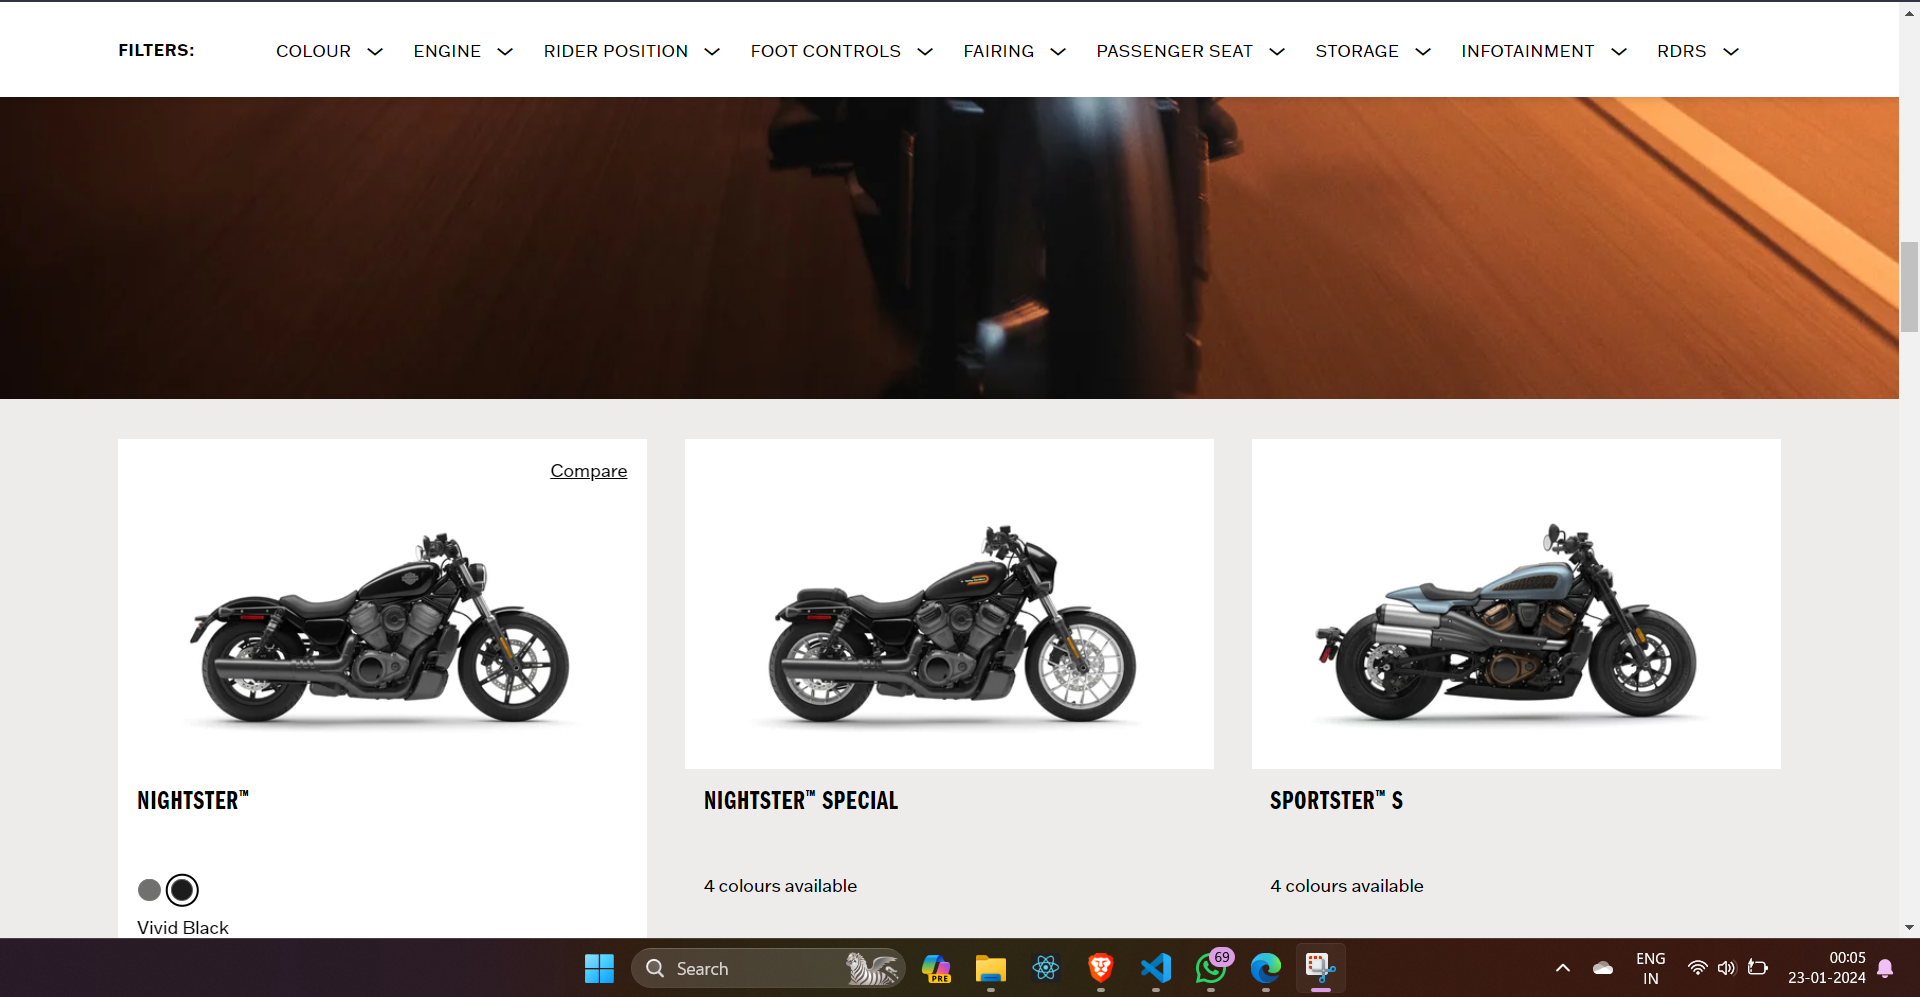 FILTERS: COLOUR ENGINE RIDER POSITION FOOT CONTROLS FAIRING PASSENGER SEAT STORAGE INFOTAINMENT RDRS
Compare
NIGHTSTER™ NIGHTSTER™ SPECIAL SPORTSTER™ S
4 colours available 4 colours available
Vivid Black
Search PRE 69 ENG 00:05
IN 23-01-2024